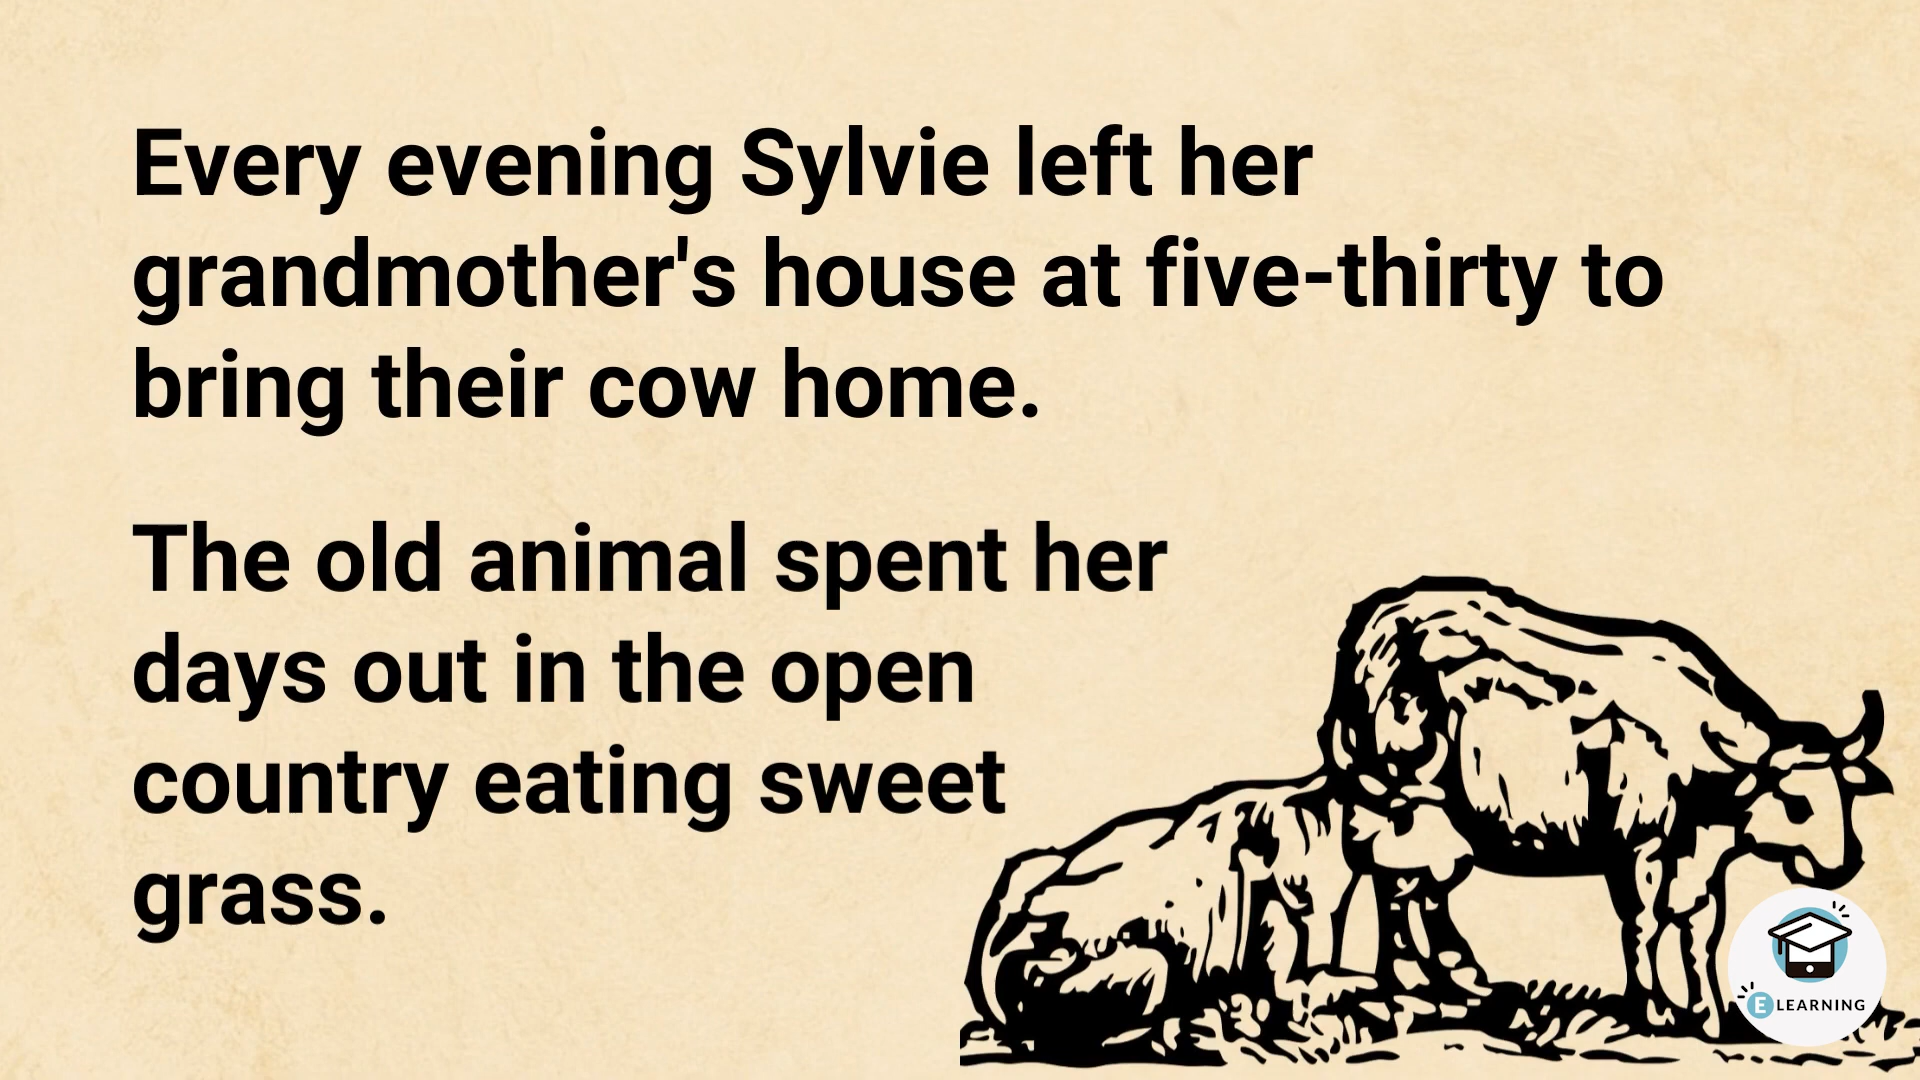 Every evening Sylvie left her
grandmother's house at five-thirty to
bring their cow home.
The old animal spent her
days out in the open
country eating sweet
grass.
E LEARNING